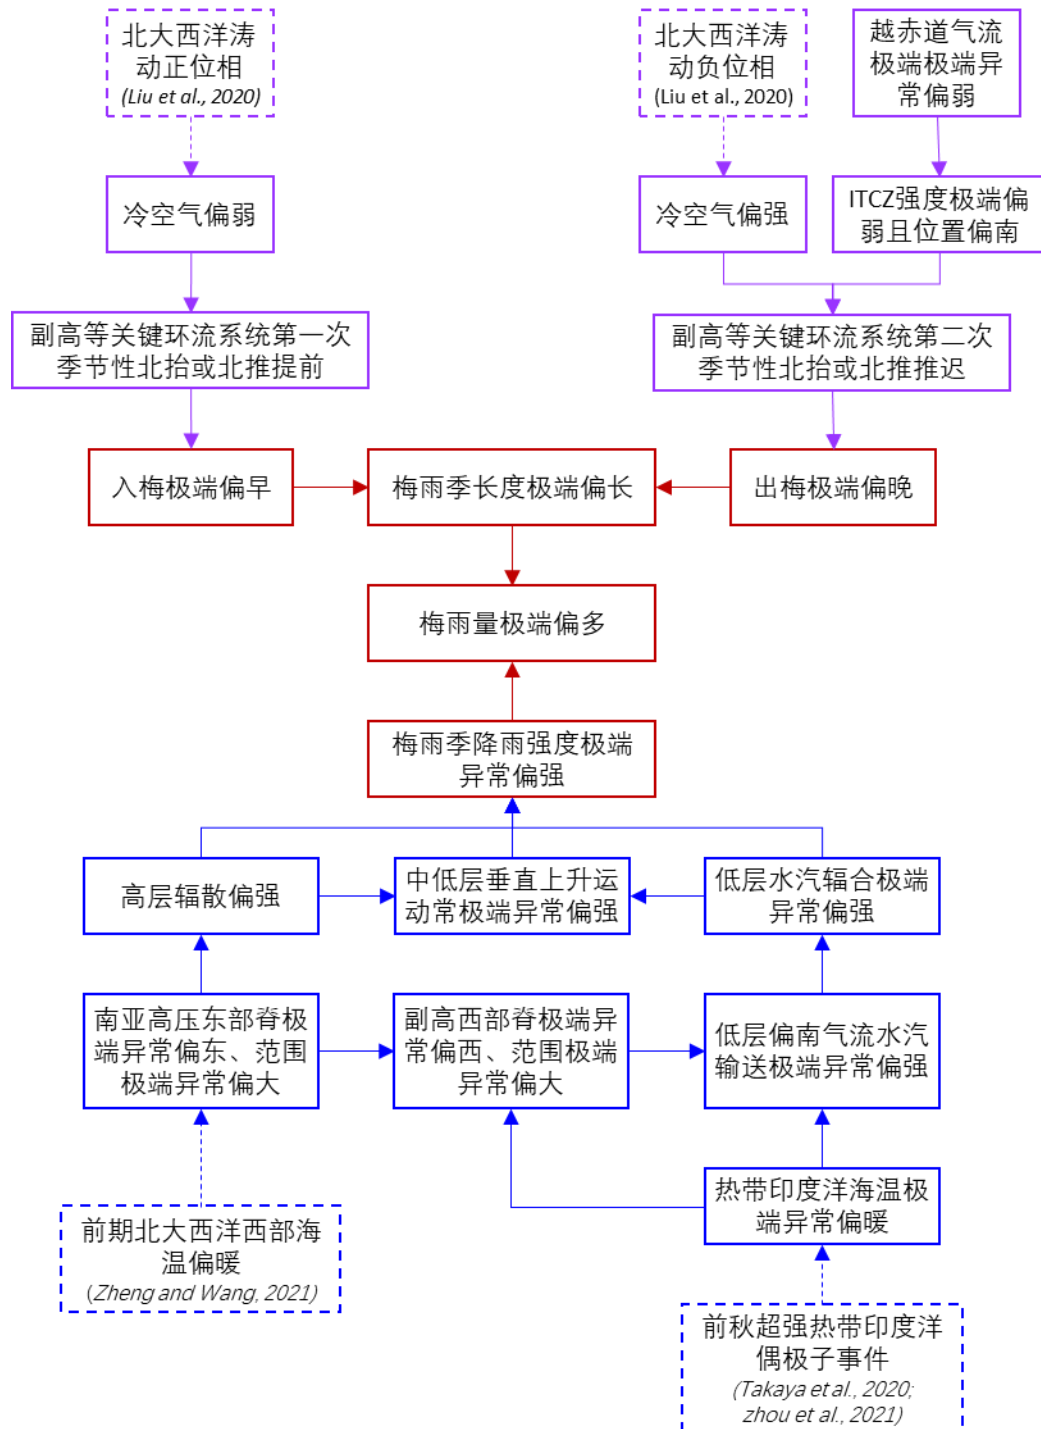 北大西洋涛
动正位相
(Liu et al., 2020)
北大西洋涛
动负位相
(Liu et al., 2020)
越赤道气流
极端极端异
常偏弱
冷空气偏弱
冷空气偏强
ITCZ强度极端偏
弱且位置偏南
副高等关键环流系统第一次
季节性北抬或北推提前
副高等关键环流系统第二次
季节性北抬或北推推迟
入梅极端偏早
梅雨季长度极端偏长
出梅极端偏晚
梅雨量极端偏多
梅雨季降雨强度极端
异常偏强
高层辐散偏强
中低层垂直上升运
动常极端异常偏强
低层水汽辐合极端
异常偏强
南亚高压东部脊极
端异常偏东、范围
极端异常偏大
副高西部脊极端异
常偏西、范围极端
异常偏大
低层偏南气流水汽
输送极端异常偏强
热带印度洋海温极
端异常偏暖
前期北大西洋西部海
温偏暖
(Zheng and Wang, 2021)
前秋超强热带印度洋
偶极子事件
(Takaya et al., 2020;
zhou et al., 2021)